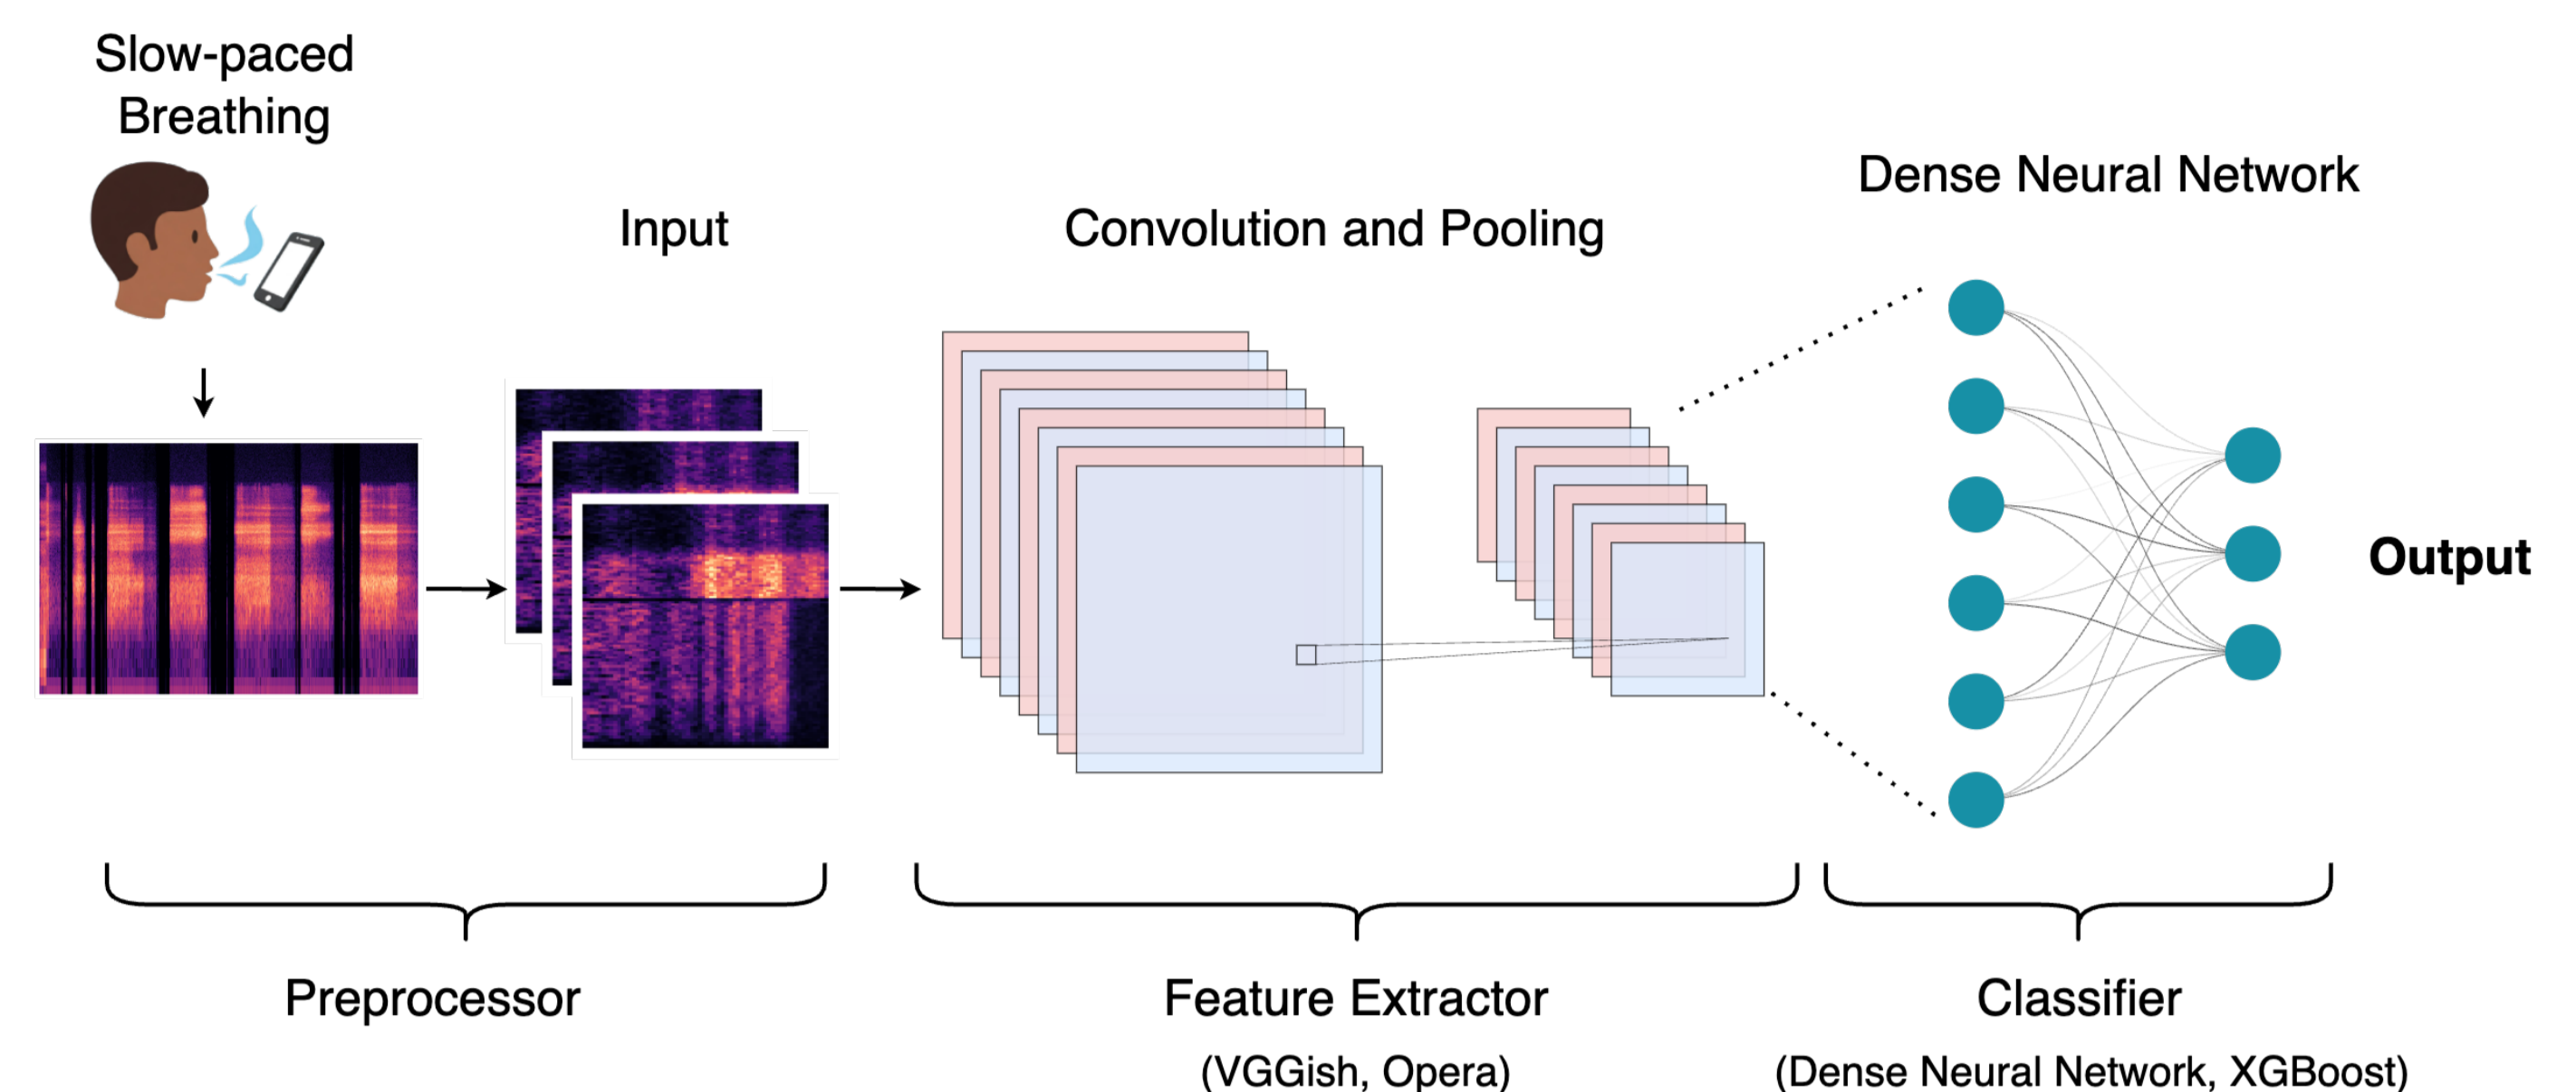 Slow-paced
Breathing
Input
Convolution and Pooling
Dense Neural Network
Output
Preprocessor
Feature Extractor
(VGGish, Opera)
Classifier
(Dense Neural Network, XGBoost)